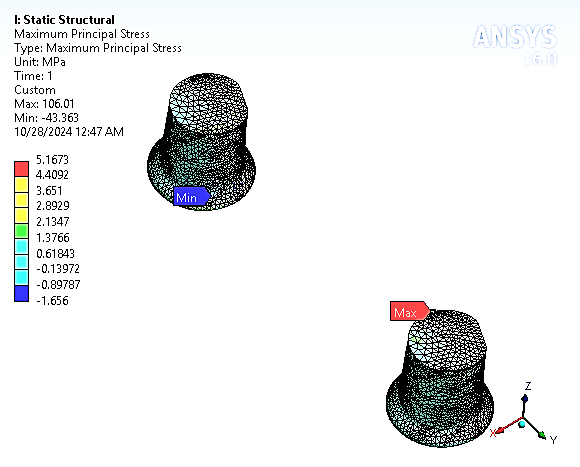 I: Static Structural
Maximum Principal Stress
Type: Maximum Principal Stress
Unit: MPa
Time: 1
Custom
Max: 106.01
Min: -43.363
10/28/2024 12:47 AM
ANSYS
16.0
5.1673
4.4092
3.651
2.8929
2.1347
1.3766
0.61843
-0.13972
-0.89787
-1.656
Min
Max
Z
X
Y